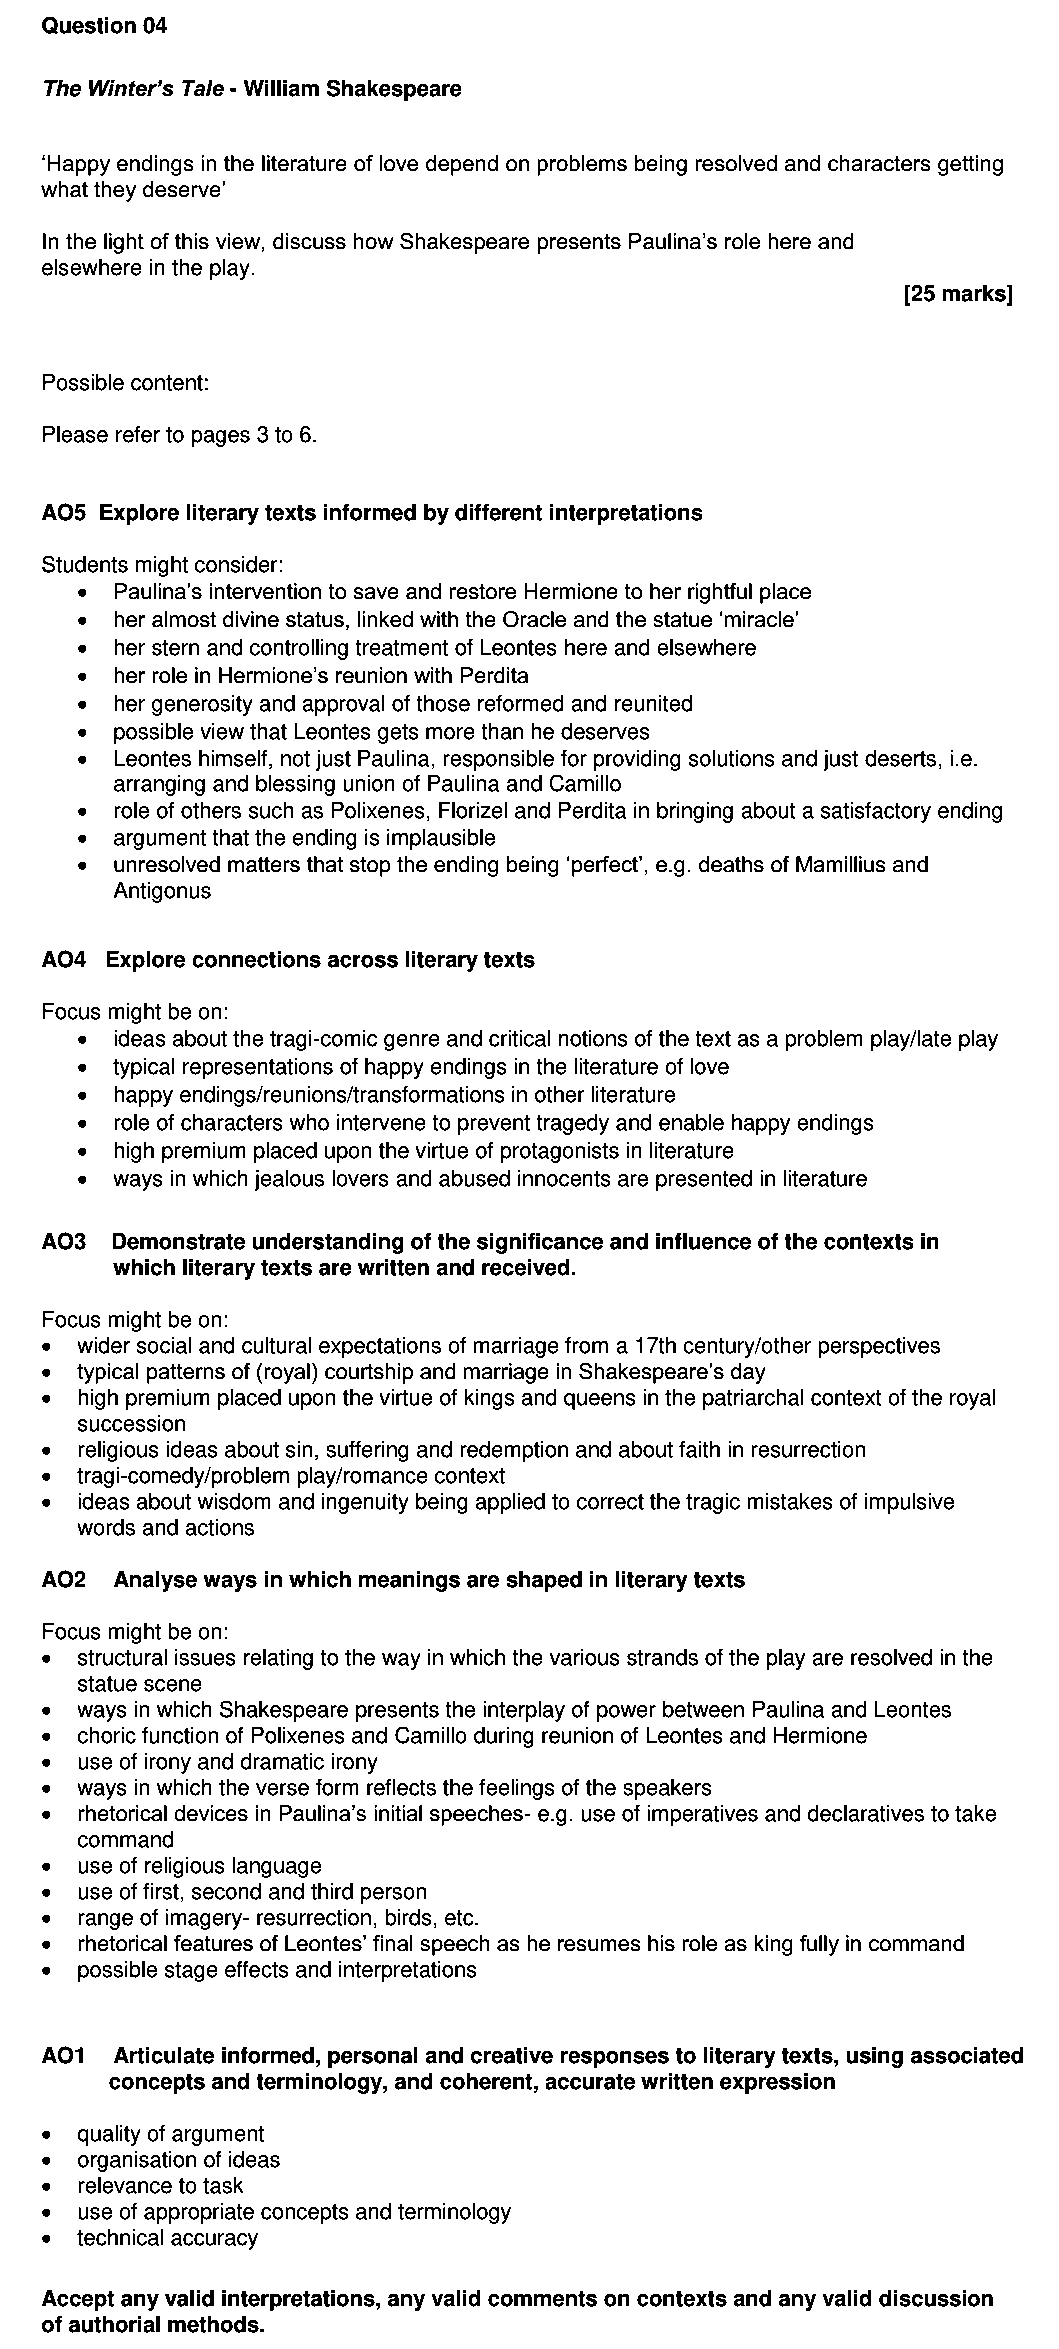 Question 04
The Winter's Tale - William Shakespeare
‘Happy endings in the literature of love depend on problems being resolved and characters getting
what they deserve’
In the light of this view, discuss how Shakespeare presents Paulina’s role here and
elsewhere in the play.
[25 marks]
Possible content:
Please refer to pages 3 to 6.
AO5 Explore literary texts informed by different interpretations
Students might consider:
• Paulina’s intervention to save and restore Hermione to her rightful place
• her almost divine status, linked with the Oracle and the statue ‘miracle’
• her stern and controlling treatment of Leontes here and elsewhere
• her role in Hermione’s reunion with Perdita
• her generosity and approval of those reformed and reunited
• possible view that Leontes gets more than he deserves
• Leontes himself, not just Paulina, responsible for providing solutions and just deserts, i.e.
arranging and blessing union of Paulina and Camillo
• role of others such as Polixenes, Florizel and Perdita in bringing about a satisfactory ending
• argument that the ending is implausible
• unresolved matters that stop the ending being ‘perfect’, e.g. deaths of Mamillius and
Antigonus
AO4 Explore connections across literary texts
Focus might be on:
• ideas about the tragi-comic genre and critical notions of the text as a problem play/late play
• typical representations of happy endings in the literature of love
• happy endings/reunions/transformations in other literature
• role of characters who intervene to prevent tragedy and enable happy endings
• high premium placed upon the virtue of protagonists in literature
• ways in which jealous lovers and abused innocents are presented in literature
AO3 Demonstrate understanding of the significance and influence of the contexts in
which literary texts are written and received.
Focus might be on:
• wider social and cultural expectations of marriage from a 17th century/other perspectives
• typical patterns of (royal) courtship and marriage in Shakespeare’s day
• high premium placed upon the virtue of kings and queens in the patriarchal context of the royal
succession
• religious ideas about sin, suffering and redemption and about faith in resurrection
• tragi-comedy/problem play/romance context
• ideas about wisdom and ingenuity being applied to correct the tragic mistakes of impulsive
words and actions
AO2 Analyse ways in which meanings are shaped in literary texts
Focus might be on:
• structural issues relating to the way in which the various strands of the play are resolved in the
statue scene
• ways in which Shakespeare presents the interplay of power between Paulina and Leontes
• choric function of Polixenes and Camillo during reunion of Leontes and Hermione
• use of irony and dramatic irony
• ways in which the verse form reflects the feelings of the speakers
• rhetorical devices in Paulina’s initial speeches- e.g. use of imperatives and declaratives to take
command
• use of religious language
• use of first, second and third person
• range of imagery- resurrection, birds, etc.
• rhetorical features of Leontes’ final speech as he resumes his role as king fully in command
• possible stage effects and interpretations
AO1 Articulate informed, personal and creative responses to literary texts, using associated
concepts and terminology, and coherent, accurate written expression
• quality of argument
• organisation of ideas
• relevance to task
• use of appropriate concepts and terminology
• technical accuracy
Accept any valid interpretations, any valid comments on contexts and any valid discussion
of authorial methods.